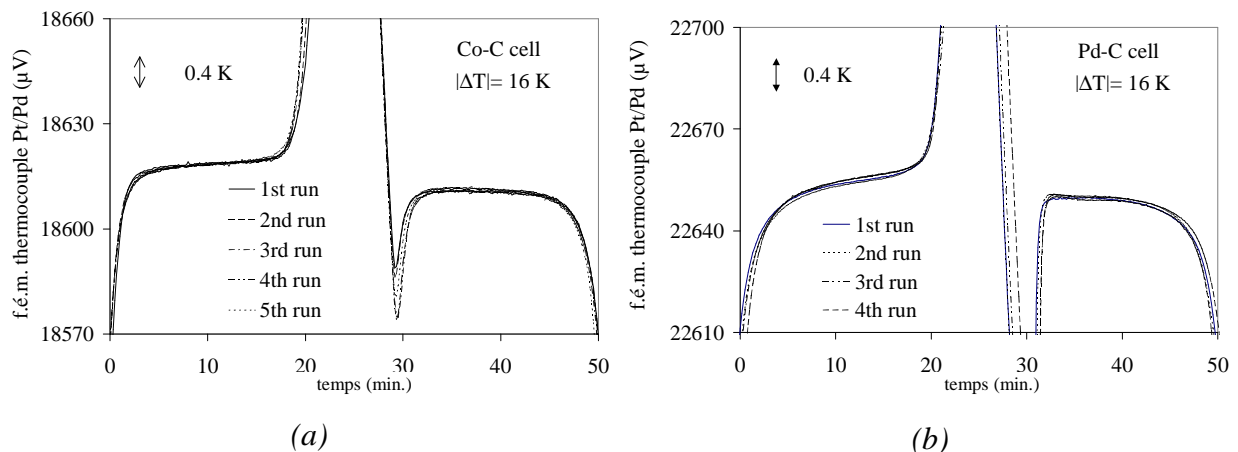 f.é.m. thermocouple Pt/Pd (µV)
18660
18630
18600
18570
0.4 K
Co-C cell
|ΔT|= 16 K
1st run
2nd run
3rd run
4th run
5th run
0 10 20 30 40 50
temps (min.)
(a)
f.é.m. thermocouple Pt/Pd (µV)
22700
22670
22640
22610
0.4 K
Pd-C cell
|ΔT|= 16 K
1st run
2nd run
3rd run
4th run
0 10 20 30 40 50
temps (min.)
(b)